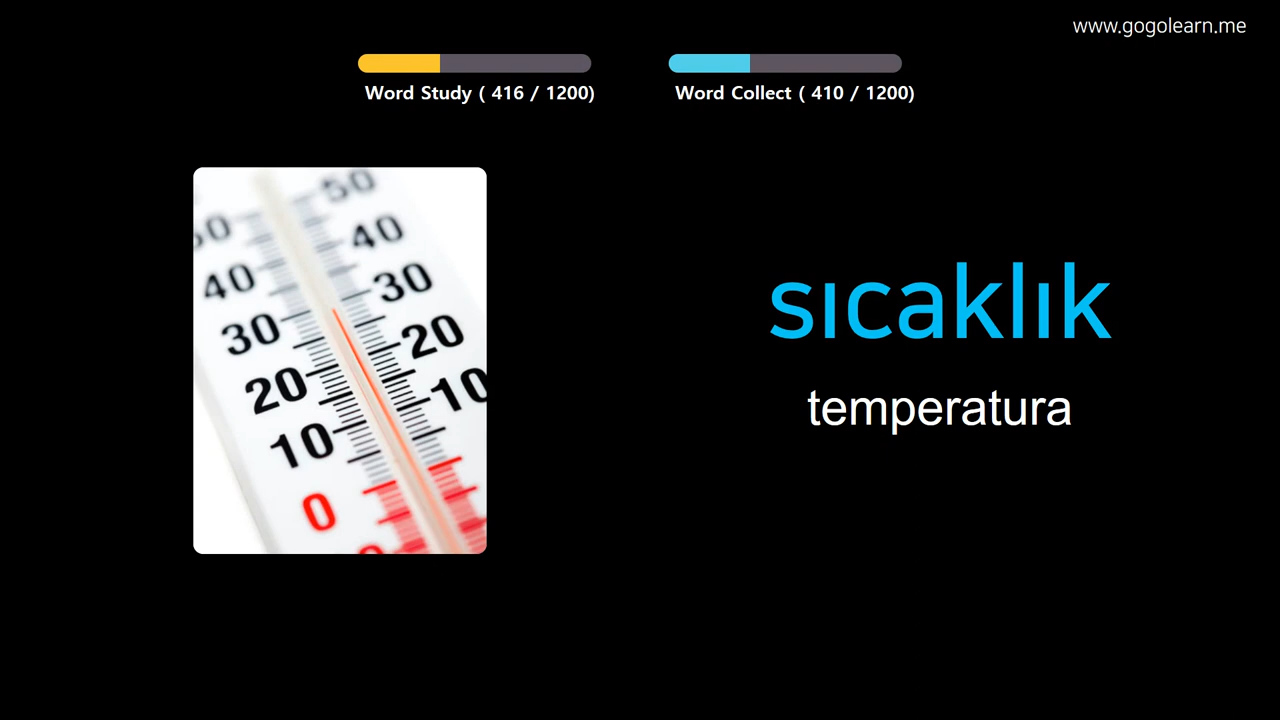 www.gogolearn.me
Word Study ( 416 / 1200)
Word Collect ( 410 / 1200)
50
50
40
40
30
30
20
20
10
10
0
sıcaklık
temperatura